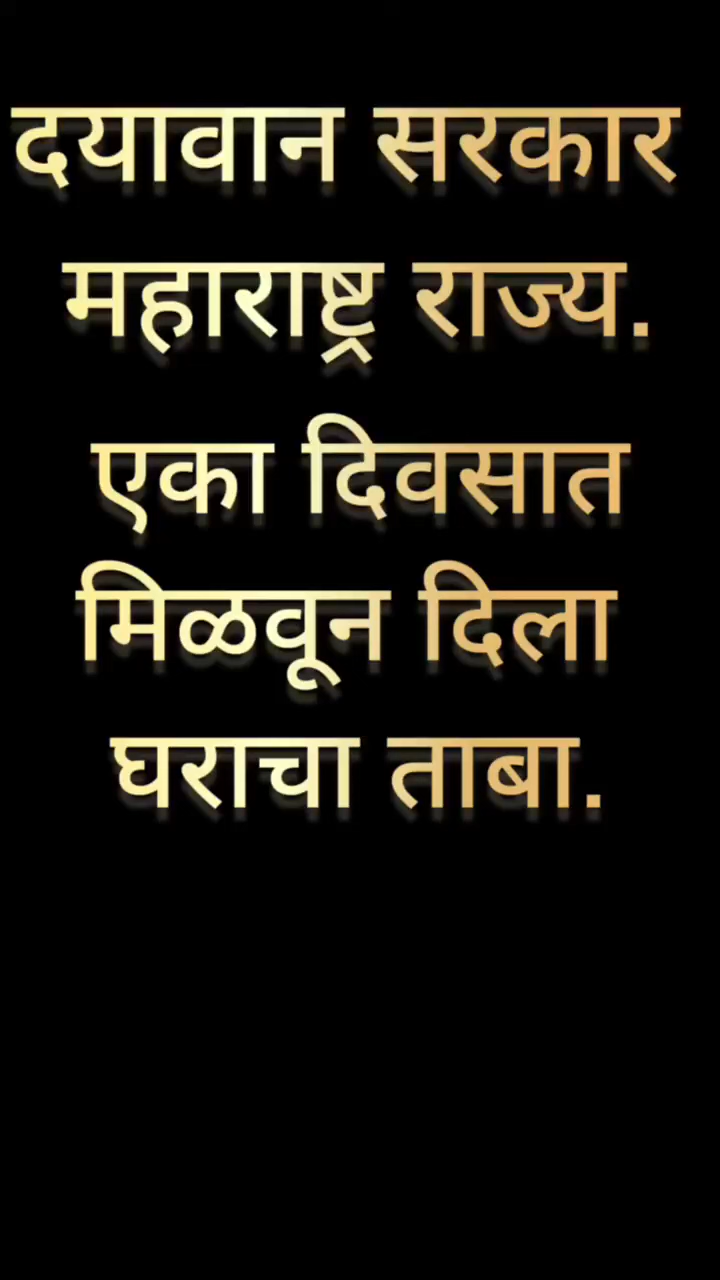 दयावान सरकार
महाराष्ट्र राज्य.
एका दिवसात
मिळवून दिला
घराचा ताबा.